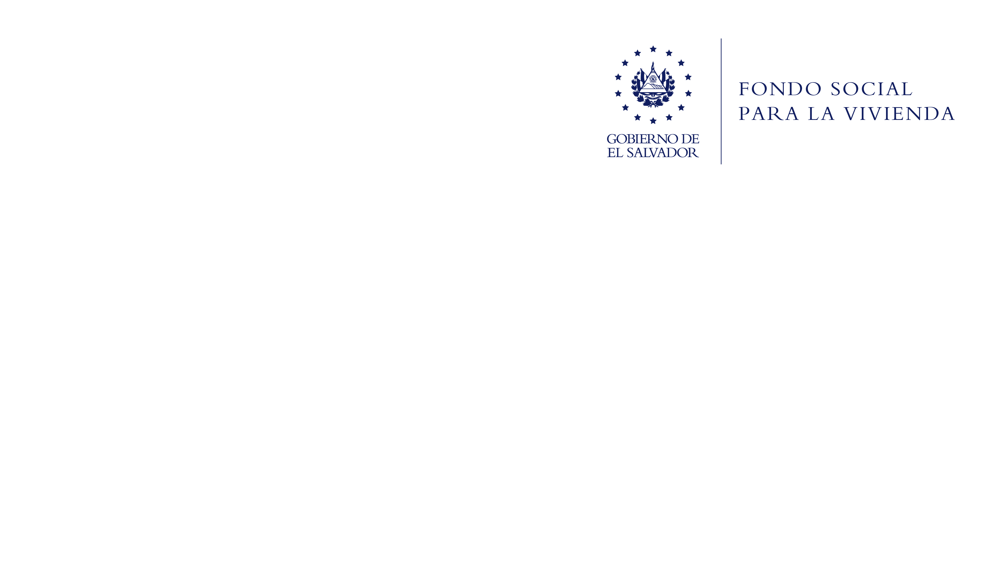 GOBIERNO DE
EL SALVADOR
FONDO SOCIAL
PARA LA VIVIENDA